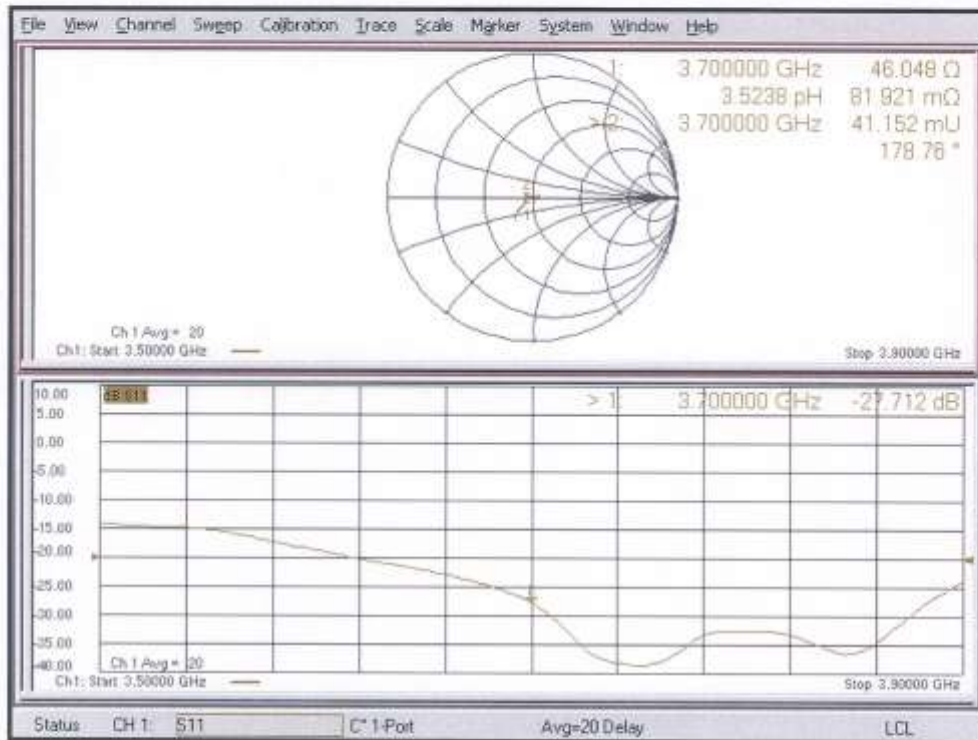 File View Channel Sweep Calibration Trace Scale Marker System Window Help
1: 3.700000 GHz 46.048 Ω
3.5238 pH 81.921 mΩ
> 2: 3.700000 GHz 41.152 mU
178.76 °
Ch 1 Avg = 20
Ch1: Start 3.50000 GHz
Stop 3.90000 GHz
dB S11
> 1: 3.700000 GHz -27.712 dB
10.00
5.00
0.00
-5.00
-10.00
-15.00
-20.00
-25.00
-30.00
-35.00
-40.00
Ch 1 Avg = 20
Ch1: Start 3.50000 GHz
Stop 3.90000 GHz
Status CH 1: S11 C* 1-Port Avg=20 Delay LCL